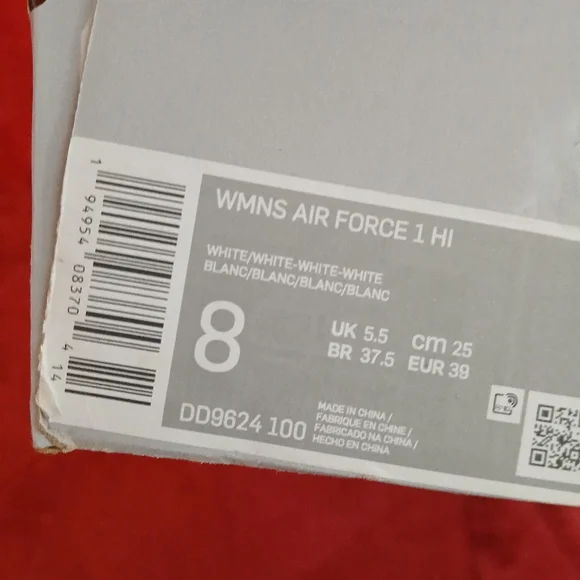 WMNS AIR FORCE 1 HI
WHITE/WHITE-WHITE-WHITE
BLANC/BLANC/BLANC/BLANC
8
UK 5.5 cm 25
BR 37.5 EUR 39
DD9624 100
MADE IN CHINA /
FABRIQUE EN CHINE /
FABRICADO NA CHINA /
HECHO EN CHINA
1 94954 08370 4 14